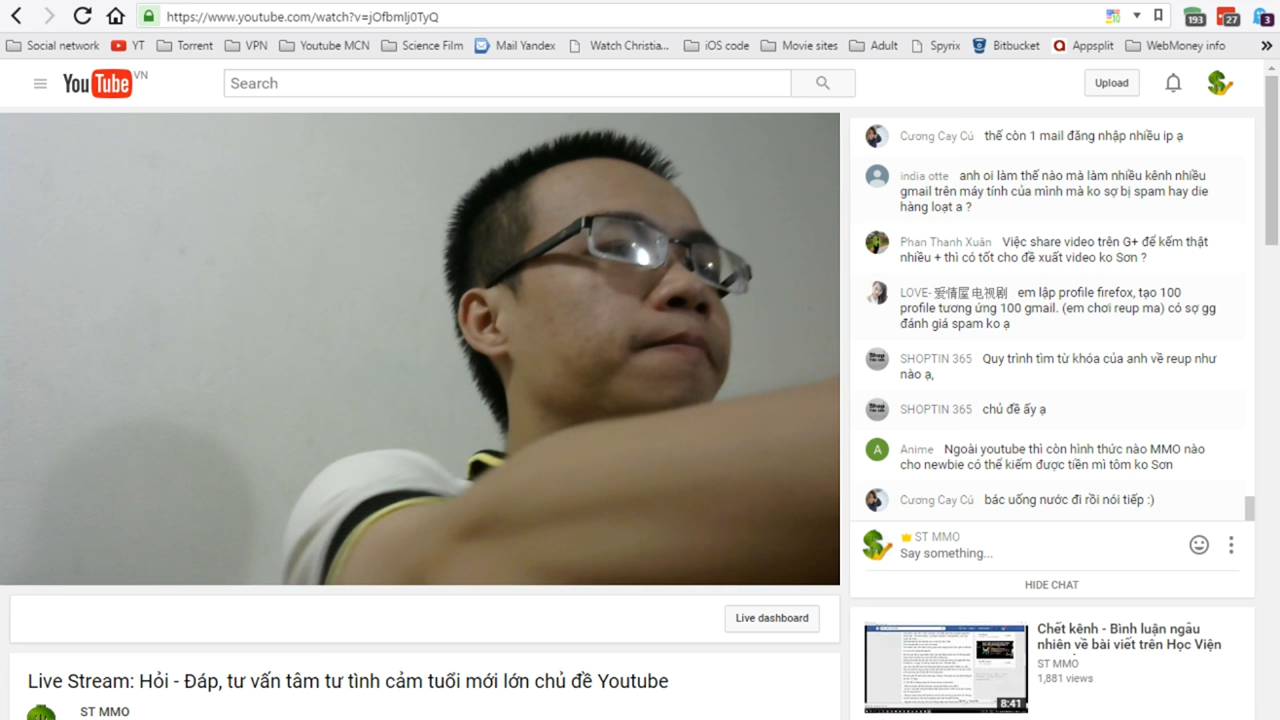 https://www.youtube.com/watch?v=jOfbmIj0TyQ
193
27
3
Social network
YT
Torrent
VPN
Youtube MCN
Science Film
Mail Yandex
Watch Christia...
iOS code
Movie sites
Adult
Spyrix
Bitbucket
Appsplit
WebMoney info
YouTube VN
Search
Upload
Cương Cay Cú thế còn 1 mail đăng nhập nhiều ip ạ
india otte anh oi làm thế nào mà làm nhiều kênh nhiều
gmail trên máy tính của mình mà ko sợ bị spam hay die
hàng loạt a ?
Phan Thanh Xuân Việc share video trên G+ để kếm thật
nhiều + thì có tốt cho đề xuất video ko Sơn ?
LOVE- 爱情屋 电视剧 em lập profile firefox, tạo 100
profile tương ứng 100 gmail. (em chơi reup ma) có sợ gg
đánh giá spam ko ạ
SHOPTIN 365 Quy trình tìm từ khóa của anh về reup như
nào ạ,
SHOPTIN 365 chủ đề ấy ạ
A
Anime Ngoài youtube thì còn hình thức nào MMO nào
cho newbie có thể kiếm được tiền mì tôm ko Sơn
Cương Cay Cú bác uống nước đi rồi nói tiếp :)
ST MMO
Say something...
HIDE CHAT
Live dashboard
Chết kênh - Bình luận ngẫu
nhiên về bài viết trên Học Viện
ST MMO
1,881 views
8:41
Live Stream: Hỏi - Đáp và tâm tư tình cảm với mọi người chủ đề Youtube
ST MMO